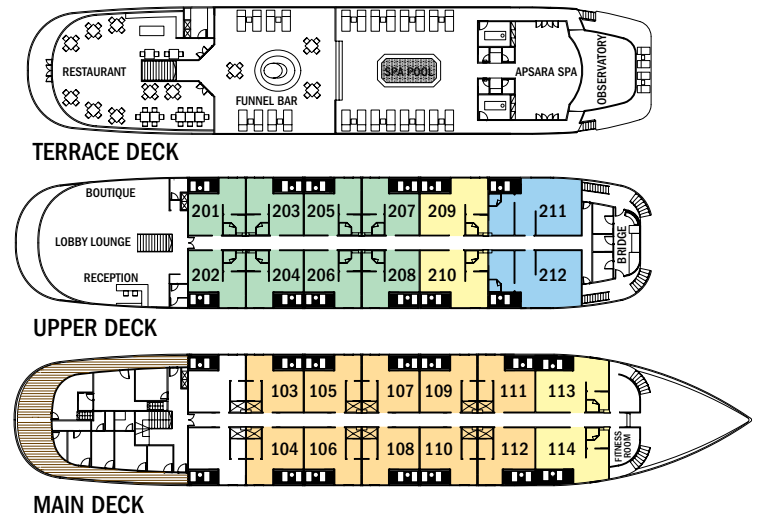 RESTAURANT
FUNNEL BAR
SPA POOL
APSARA SPA
OBSERVATORY
TERRACE DECK
BOUTIQUE
LOBBY LOUNGE
RECEPTION
201 203 205 207 209 211
202 204 206 208 210 212
BRIDGE
UPPER DECK
103 105 107 109 111 113
104 106 108 110 112 114
FITNESS
ROOM
MAIN DECK